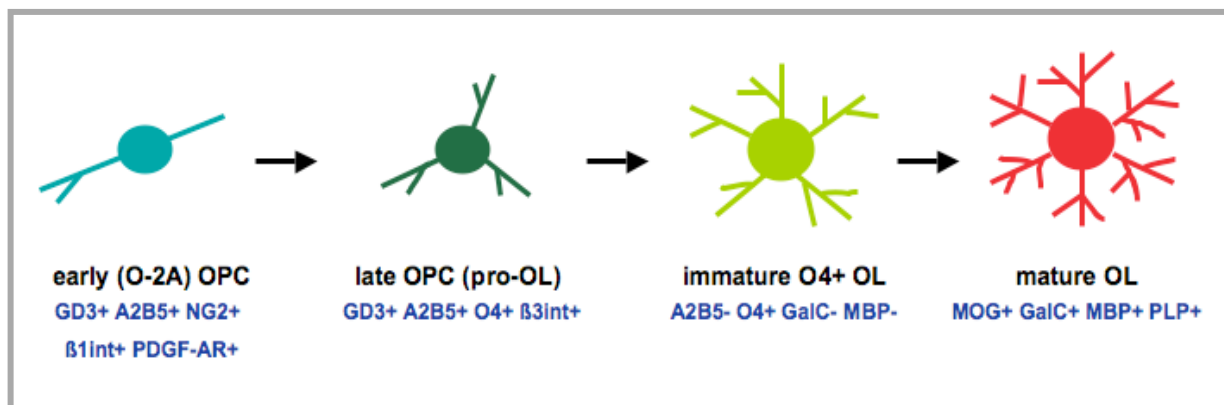 early (O-2A) OPC
GD3+ A2B5+ NG2+
ß1int+ PDGF-AR+
late OPC (pro-OL)
GD3+ A2B5+ O4+ ß3int+
immature O4+ OL
A2B5- O4+ GalC- MBP-
mature OL
MOG+ GalC+ MBP+ PLP+